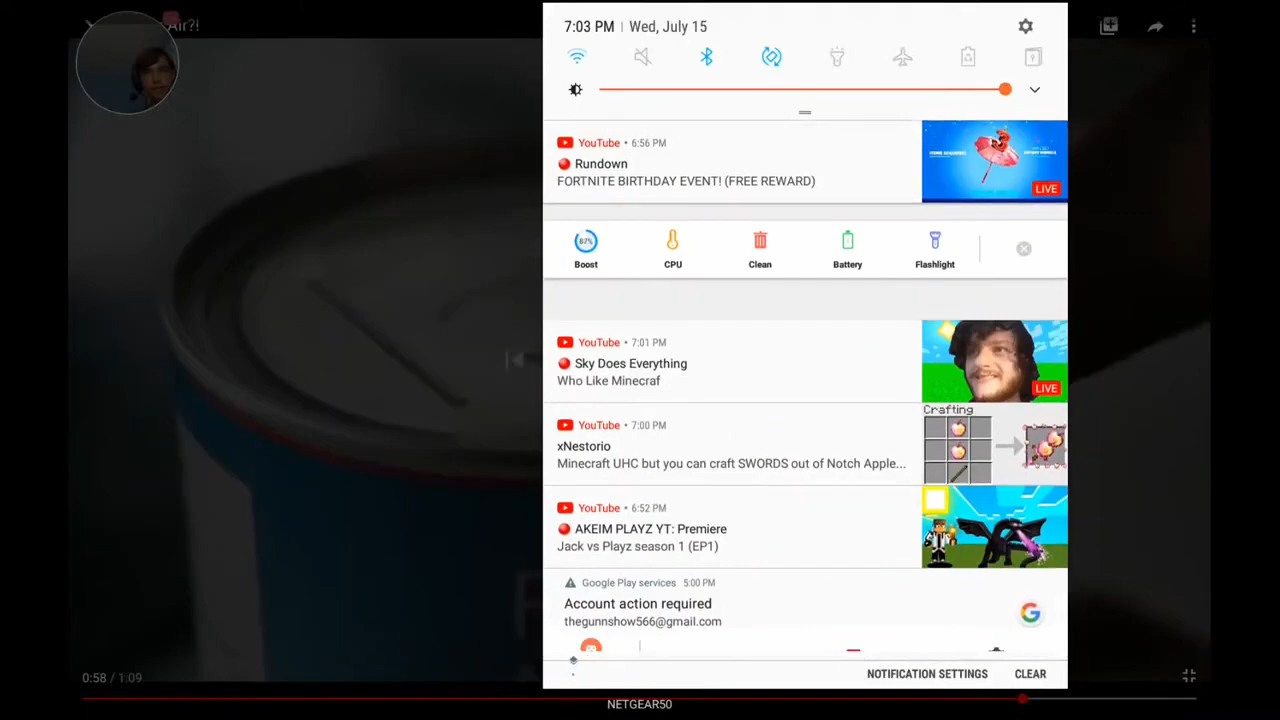 Air?!
7:03 PM | Wed, July 15
YouTube • 6:56 PM
Rundown
FORTNITE BIRTHDAY EVENT! (FREE REWARD)
LIVE
87%
Boost
CPU
Clean
Battery
Flashlight
YouTube • 7:01 PM
Sky Does Everything
Who Like Minecraf
LIVE
YouTube • 7:00 PM
xNestorio
Minecraft UHC but you can craft SWORDS out of Notch Apple...
Crafting
YouTube • 6:52 PM
AKEIM PLAYZ YT: Premiere
Jack vs Playz season 1 (EP1)
Google Play services 5:00 PM
Account action required
thegunnshow566@gmail.com
NOTIFICATION SETTINGS
CLEAR
0:58 / 1:09
NETGEAR50